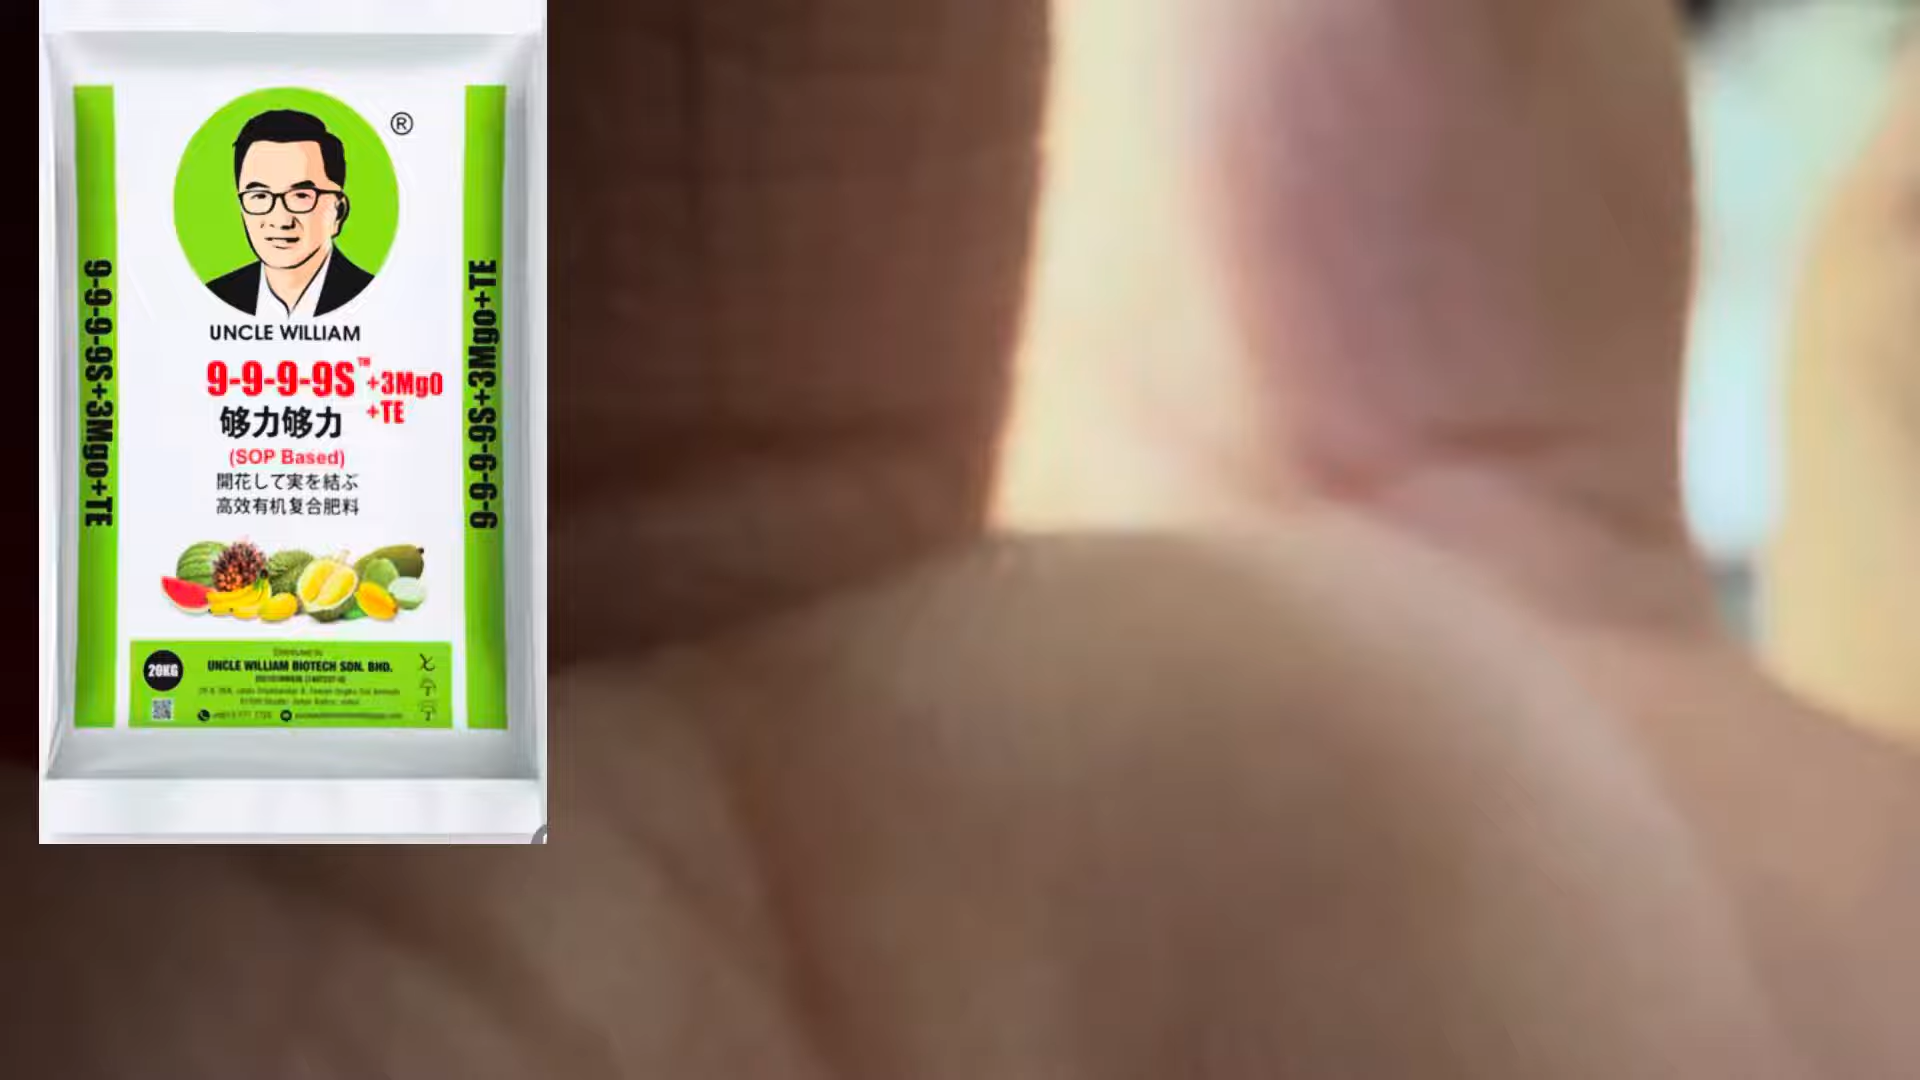 ®
UNCLE WILLIAM
9-9-9-9S™+3MgO
+TE
够力够力
(SOP Based)
開花して実を結ぶ
高效有机复合肥料
9-9-9-9S+3Mgo+TE
9-9-9-9S+3Mgo+TE
20KG
Distributed by
UNCLE WILLIAM BIOTECH SDN. BHD.